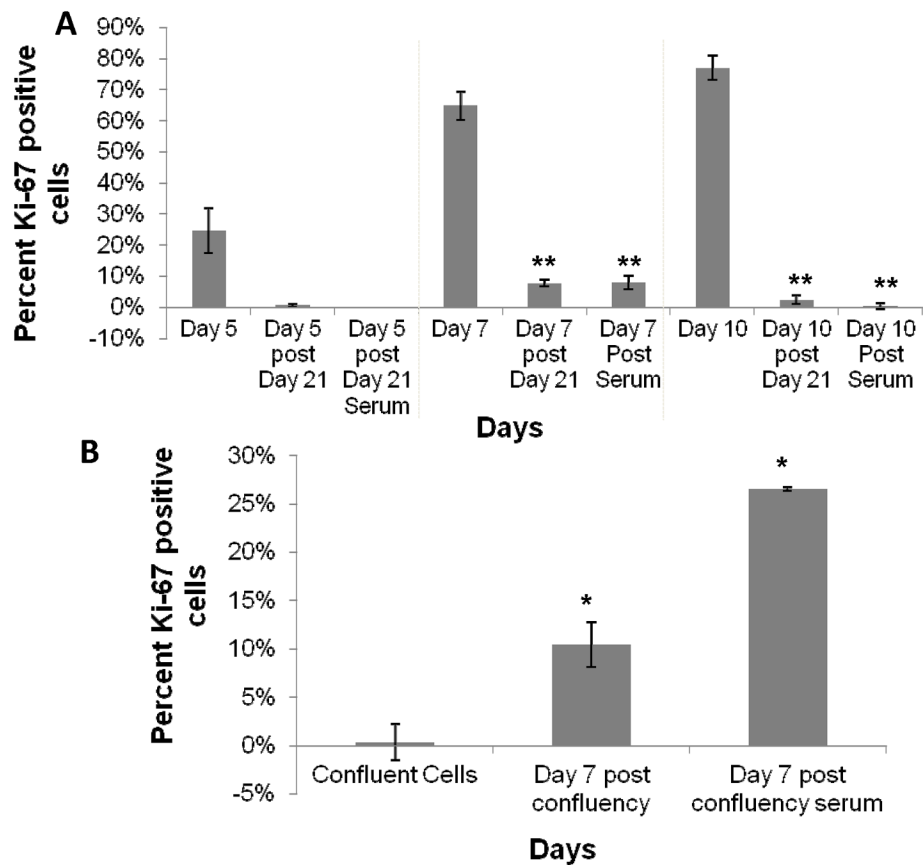 A
Percent Ki-67 positive
cells
90%
80%
70%
60%
50%
40%
30%
20%
10%
0%
-10%
Day 5
Day 5
post
Day 21
Day 5
post
Day 21
Serum
Day 7
Day 7
post
Day 21
Day 7
Post
Serum
Day 10
Day 10
post
Day 21
Day 10
Post
Serum
**
**
**
**
Days
B
Percent Ki-67 positive
cells
30%
25%
20%
15%
10%
5%
0%
-5%
*
*
Confluent Cells
Day 7 post
confluency
Day 7 post
confluency serum
Days